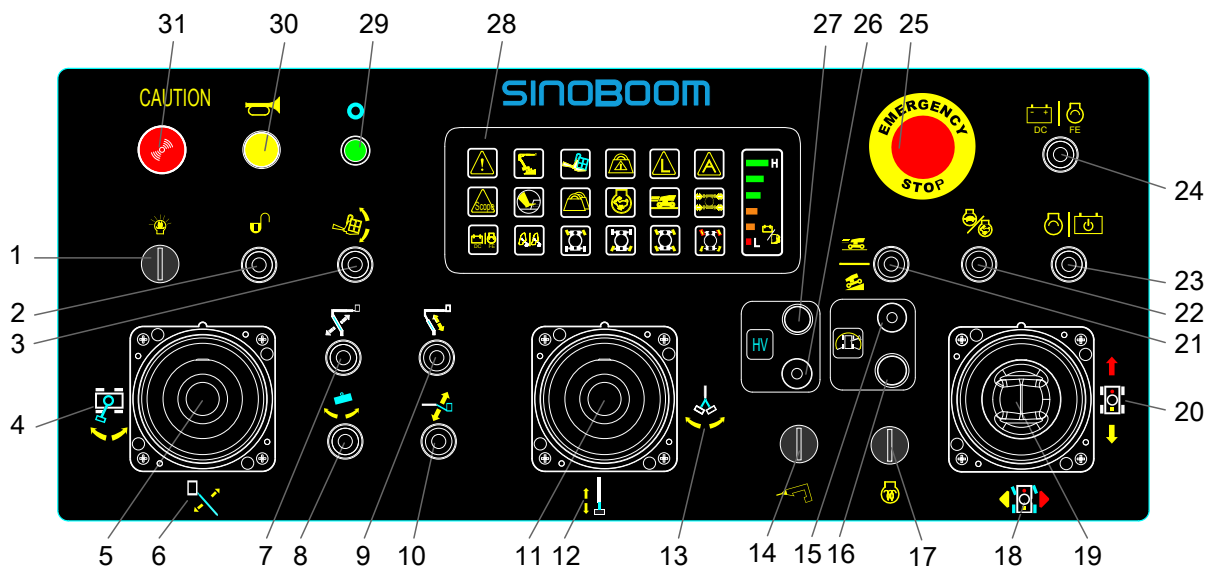 31 30 29 28 27 26 25
CAUTION
SINOBOOM
EMERGENCY
STOP
DC FE
H
L
A
Scope
DC FE
L
24
1
2
3
23
22
21
HV
4
20
5 6 7 8 9 10 11 12 13 14 15 16 17 18 19